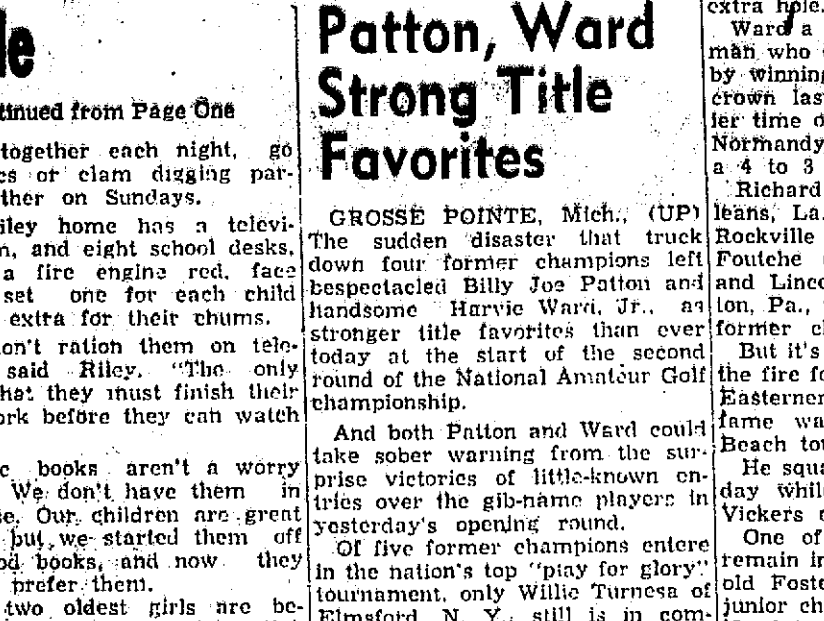 le
tinued from Page One
together each night, go
cs or clam digging par-
ther on Sundays.
iley home has a televi-
n, and eight school desks,
a fire engine red, face
set one for each child
extra for their chums.
on't ration them on tele-
said Riley. "The only
hat they must finish their
ork before they can watch
c books aren't a worry
We don't have them in
se. Our children are great
but we started them off
od books, and now they
prefer them.
two oldest girls are be-
Patton, Ward
Strong Title
Favorites
GROSSE POINTE, Mich., (UP)
The sudden disaster that truck
down four former champions left
bespectacled Billy Joe Patton and
handsome Harvie Ward, Jr., as
stronger title favorites than ever
today at the start of the second
round of the National Amateur Golf
championship.
And both Patton and Ward could
take sober warning from the sur-
prise victories of little-known en-
tries over the gib-name players in
yesterday's opening round.
Of five former champions entere
in the nation's top "play for glory"
tournament, only Willie Turnesa of
Elmsford, N. Y., still is in com-
extra hole.
Ward a
man who
by winning
crown las
ier time o
Normandy
a 4 to 3
Richard
leans, La.
Rockville
Foutche
and Linco
ton, Pa.,
former c
But it's
the fire fo
Easterner
fame wa
Beach tou
He squa
day while
Vickers
One of
remain in
old Foste
junior ch